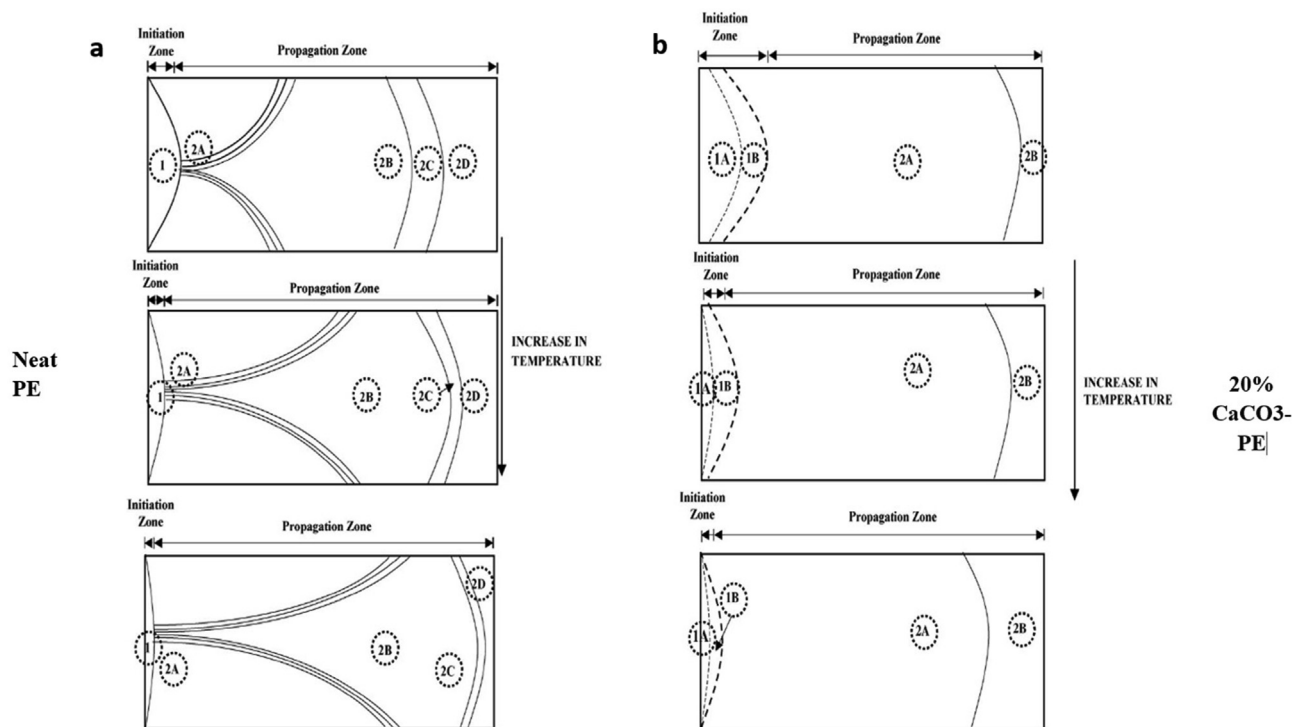 a
Initiation
Zone
Propagation Zone
1
2A
2B
2C
2D
Initiation
Zone
Propagation Zone
1
2A
2B
2C
2D
Initiation
Zone
Propagation Zone
1
2A
2B
2C
2D
INCREASE IN
TEMPERATURE
Neat
PE
b
Initiation
Zone
Propagation Zone
1A
1B
2A
2B
Initiation
Zone
Propagation Zone
1A
1B
2A
2B
Initiation
Zone
Propagation Zone
1A
1B
2A
2B
INCREASE IN
TEMPERATURE
20%
CaCO3-
PE